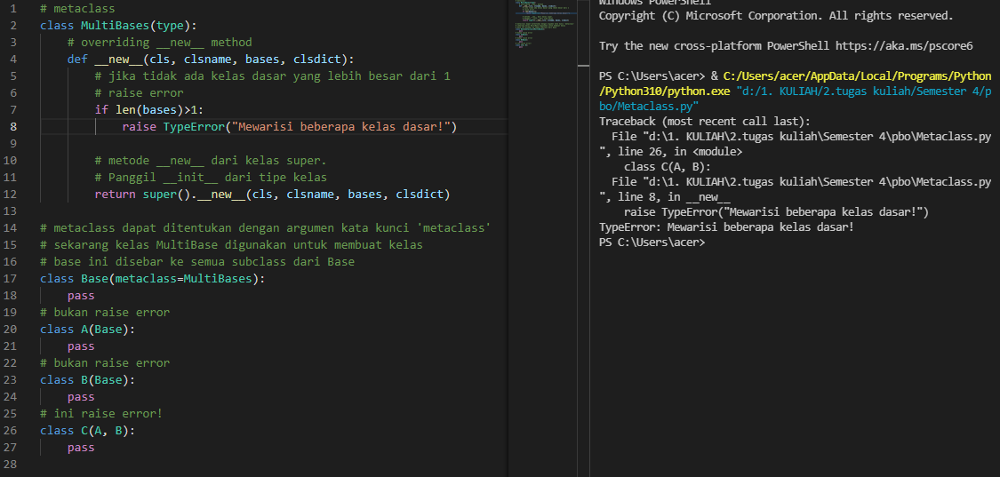 1 # metaclass
2 class MultiBases(type):
3 # overriding __new__ method
4 def __new__(cls, clsname, bases, clsdict):
5 # jika tidak ada kelas dasar yang lebih besar dari 1
6 # raise error
7 if len(bases)>1:
8 raise TypeError("Mewarisi beberapa kelas dasar!")
9
10 # metode __new__ dari kelas super.
11 # Panggil __init__ dari tipe kelas
12 return super().__new__(cls, clsname, bases, clsdict)
13
14 # metaclass dapat ditentukan dengan argumen kata kunci 'metaclass'
15 # sekarang kelas MultiBase digunakan untuk membuat kelas
16 # base ini disebar ke semua subclass dari Base
17 class Base(metaclass=MultiBases):
18 pass
19 # bukan raise error
20 class A(Base):
21 pass
22 # bukan raise error
23 class B(Base):
24 pass
25 # ini raise error!
26 class C(A, B):
27 pass
28
Windows PowerShell
Copyright (C) Microsoft Corporation. All rights reserved.
Try the new cross-platform PowerShell https://aka.ms/pscore6
PS C:\Users\acer> & C:/Users/acer/AppData/Local/Programs/Python
/Python310/python.exe "d:/1. KULIAH/2.tugas kuliah/Semester 4/p
bo/Metaclass.py"
Traceback (most recent call last):
File "d:\1. KULIAH\2.tugas kuliah\Semester 4\pbo\Metaclass.py
", line 26, in <module>
class C(A, B):
File "d:\1. KULIAH\2.tugas kuliah\Semester 4\pbo\Metaclass.py
", line 8, in __new__
raise TypeError("Mewarisi beberapa kelas dasar!")
TypeError: Mewarisi beberapa kelas dasar!
PS C:\Users\acer>